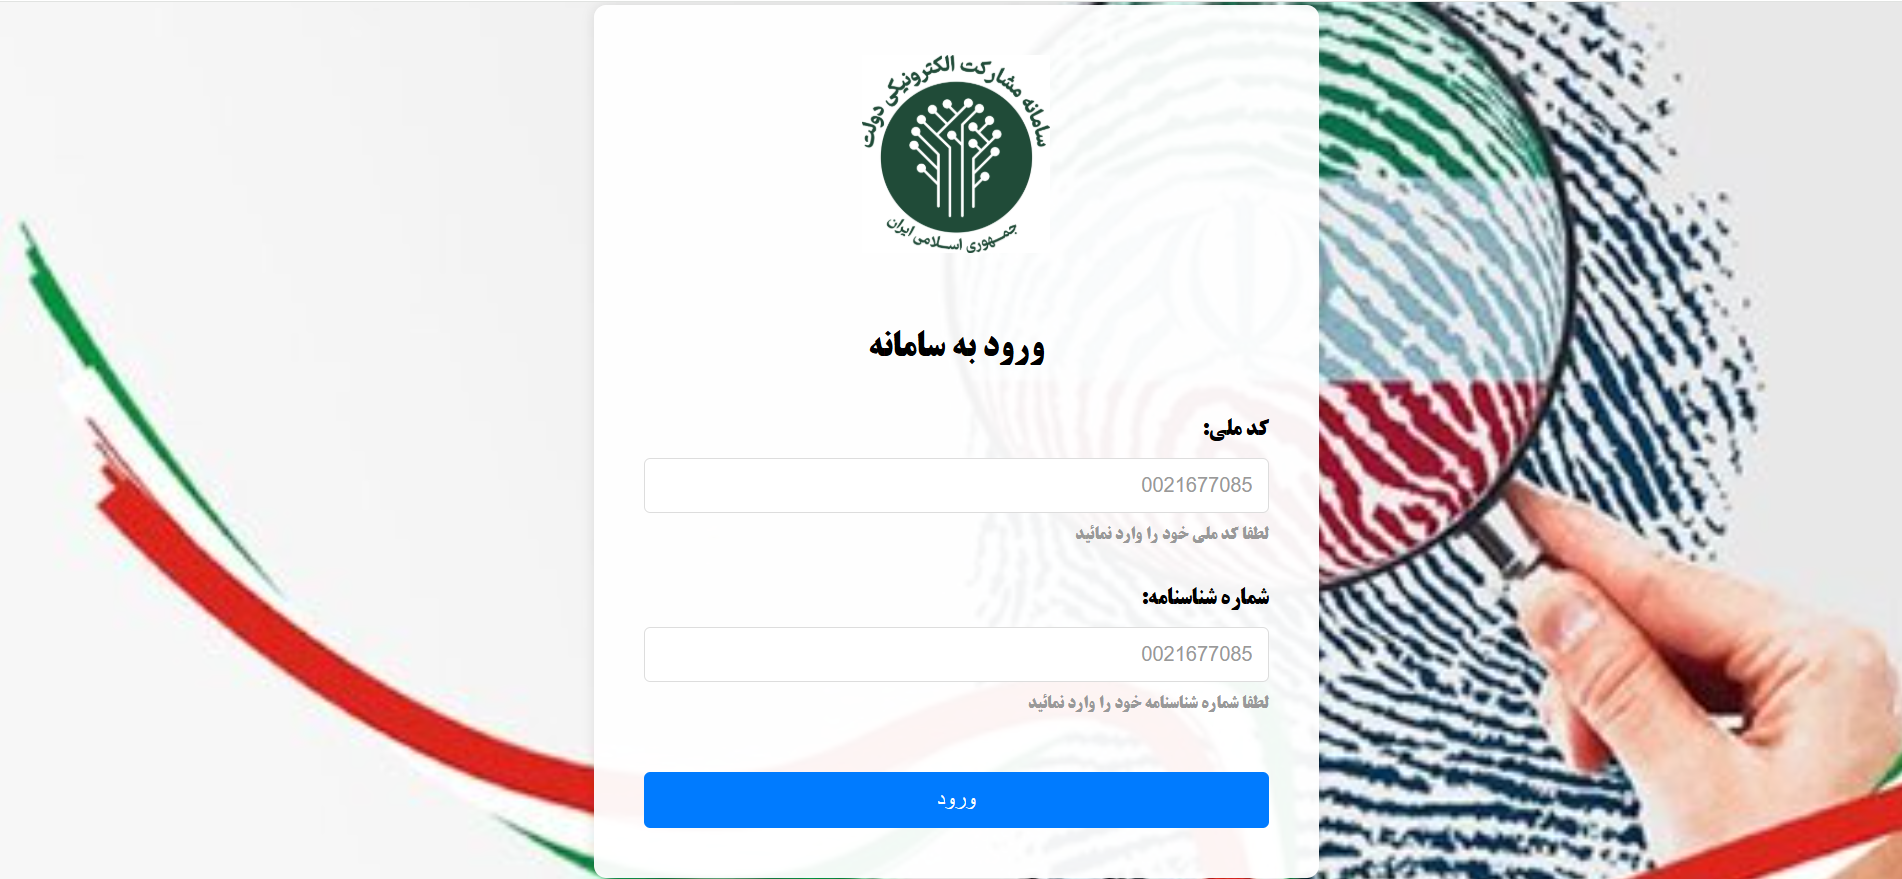 سامانه مشارکت الکترونیکی دولت
جمهوری اسلامی ایران
ورود به سامانه
کد ملی:
0021677085
لطفا کد ملی خود را وارد نمائید
شماره شناسنامه:
0021677085
لطفا شماره شناسنامه خود را وارد نمائید
ورود